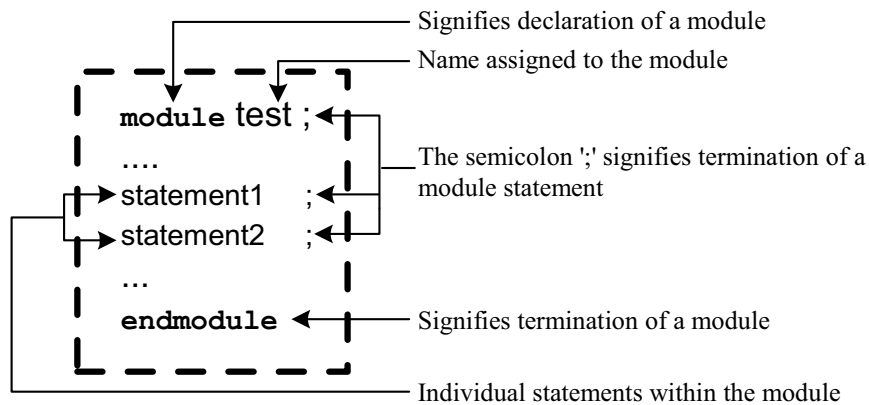 Signifies declaration of a module
Name assigned to the module
module test ;
....
The semicolon ';' signifies termination of a
module statement
statement1 ;
statement2 ;
...
endmodule
Signifies termination of a module
Individual statements within the module